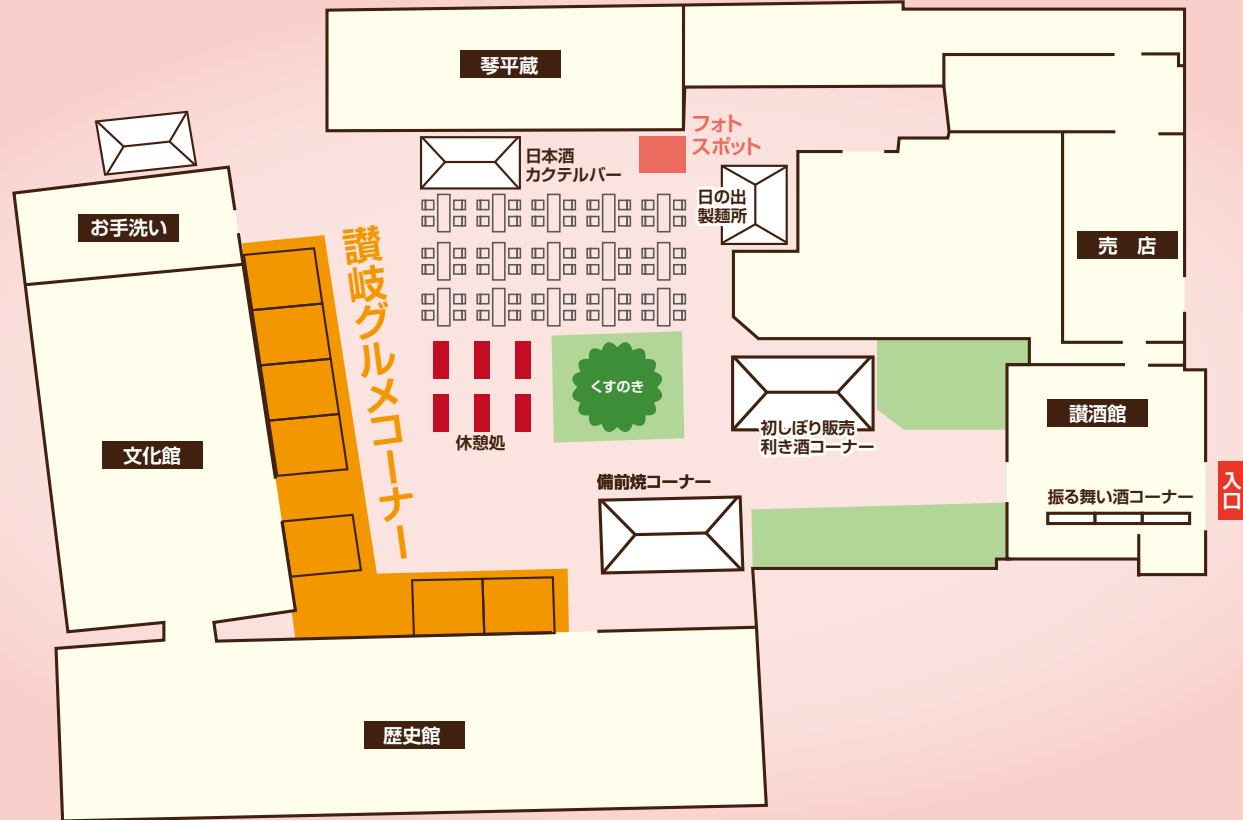 琴平蔵
フォト
スポット
日本酒
カクテルバー
日の出
製麺所
お手洗い
売　店
讃岐グルメコーナー
くすのき
休憩処
初しぼり販売
利き酒コーナー
讃酒館
文化館
備前焼コーナー
振る舞い酒コーナー
入口
歴史館